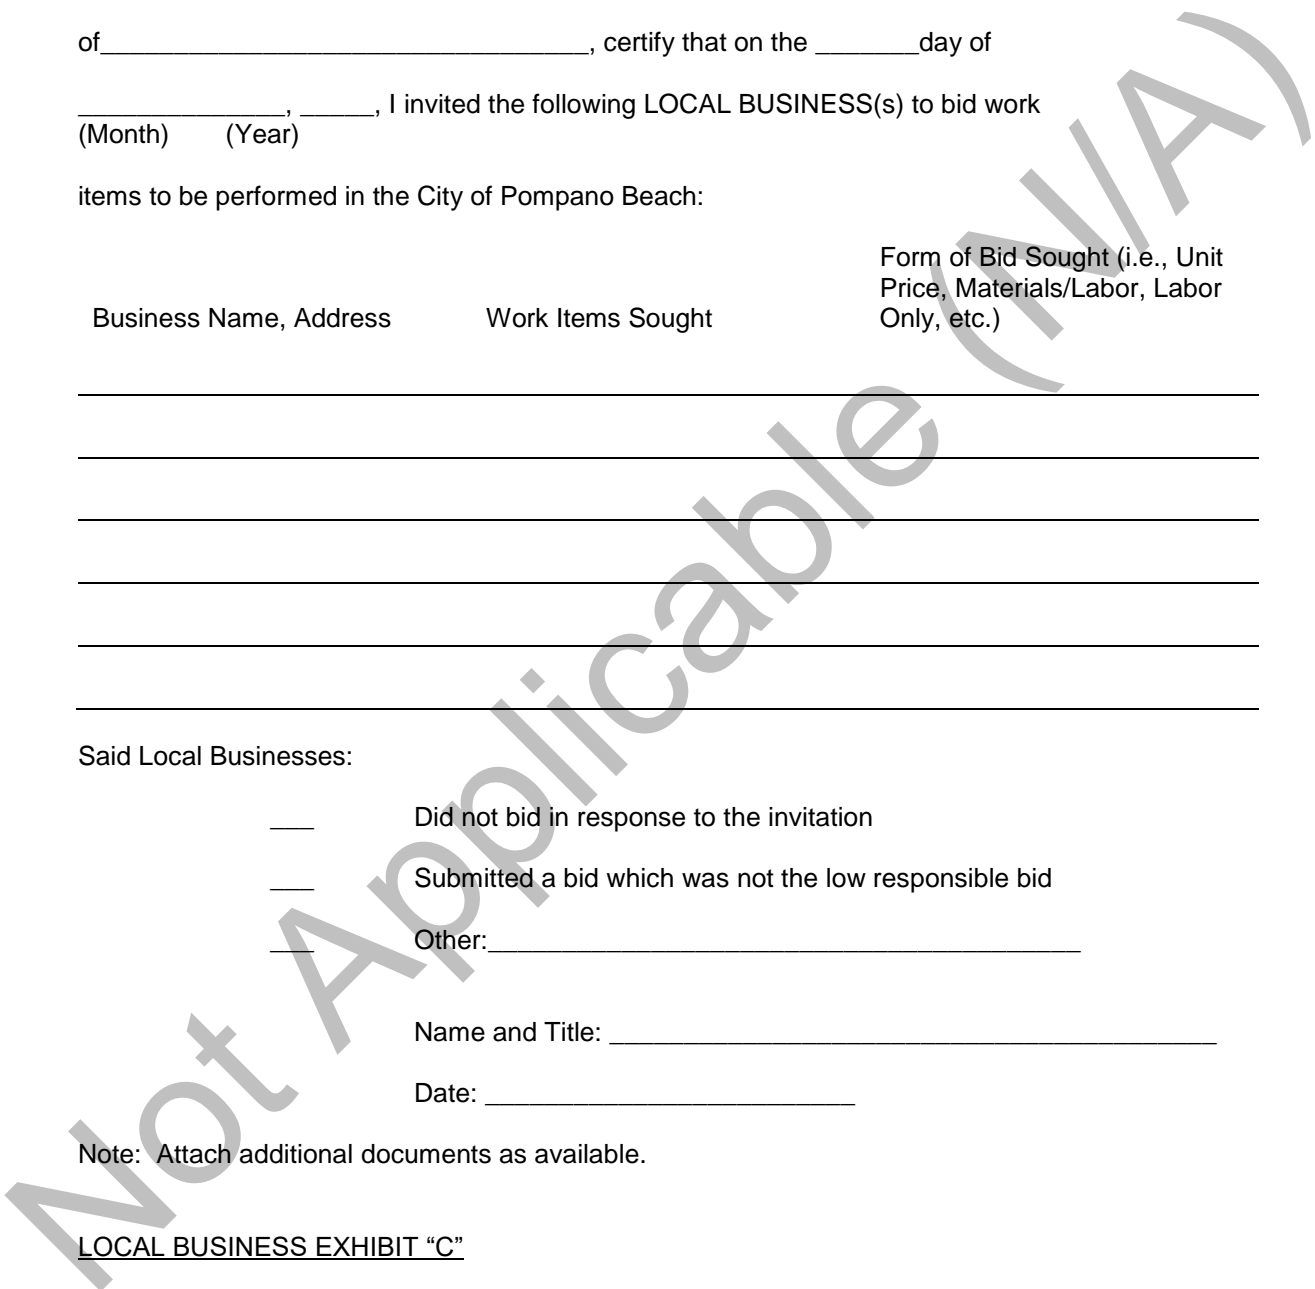 of_________________________________, certify that on the _______day of
______________, _____, I invited the following LOCAL BUSINESS(s) to bid work
(Month) (Year)
items to be performed in the City of Pompano Beach:
Form of Bid Sought (i.e., Unit
Price, Materials/Labor, Labor
Business Name, Address Work Items Sought Only, etc.)
Said Local Businesses:
___ Did not bid in response to the invitation
___ Submitted a bid which was not the low responsible bid
___ Other:________________________________________
Name and Title: _________________________________________
Date: _________________________
Note: Attach additional documents as available.
LOCAL BUSINESS EXHIBIT “C”
Not Applicable (N/A)